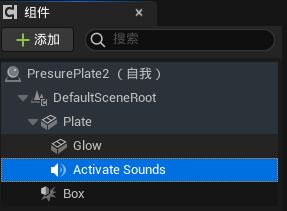 组件
添加
搜索
PresurePlate2 （自我）
DefaultSceneRoot
Plate
Glow
Activate Sounds
Box